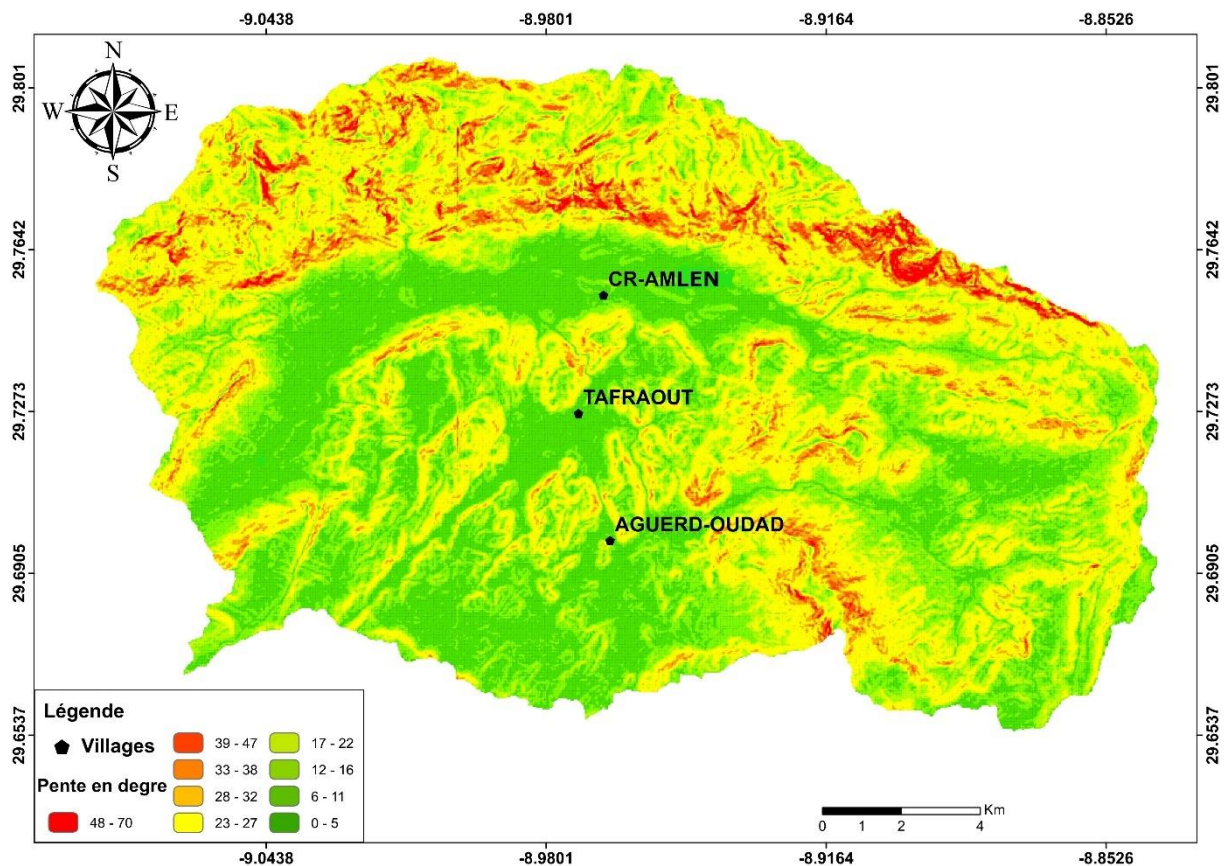 -9.0438 -8.9801 -8.9164 -8.8526
N
W E
S
29.801 29.801
29.7642 29.7642
CR-AMLEN
29.7273 29.7273
TAFRAOUT
AGUERD-OUDAD
29.6905 29.6905
29.6537 29.6537
Légende
Villages
Pente en degre
48 - 70
39 - 47
33 - 38
28 - 32
23 - 27
17 - 22
12 - 16
6 - 11
0 - 5
Km
0 1 2 4
-9.0438 -8.9801 -8.9164 -8.8526